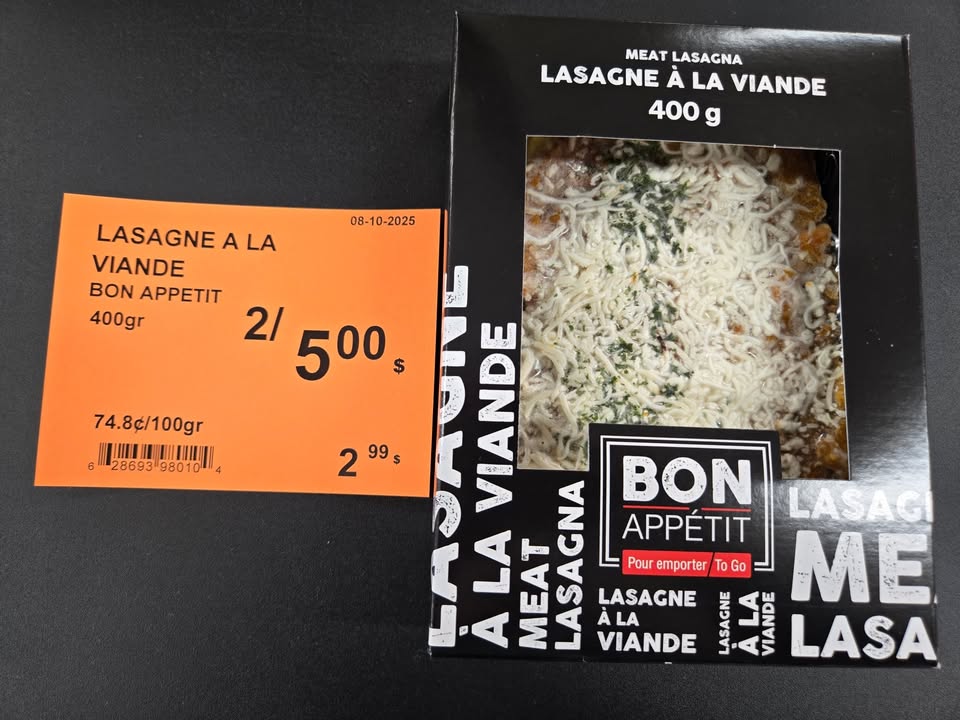 08-10-2025
LASAGNE A LA
VIANDE
BON APPETIT
400gr
2/ 5.00 $
74.8¢/100gr
6 28693 98010 4
2 99 $
MEAT LASAGNA
LASAGNE À LA VIANDE
400 g
LASAGNE
À LA VIANDE
MEAT
LASAGNA
BON
APPÉTIT
Pour emporter / To Go
LASAGNE
À LA
VIANDE
LASAGNE
À LA
VIANDE
LASAG
ME
LASA